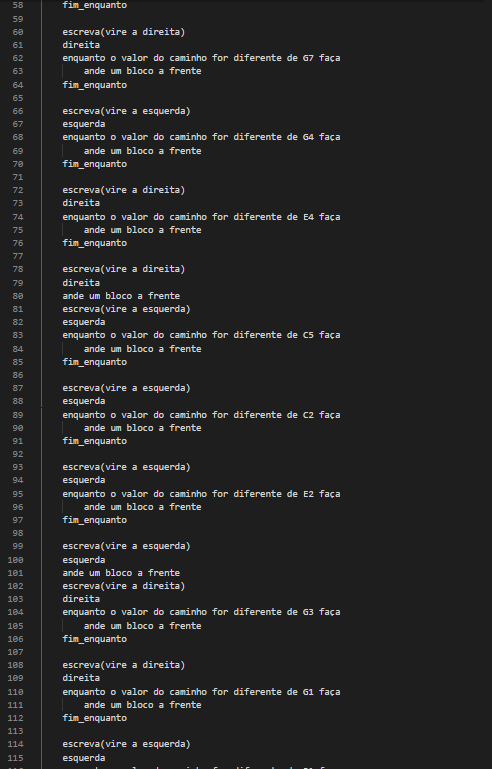 58 fim_enquanto
59
60 escreva(vire a direita)
61 direita
62 enquanto o valor do caminho for diferente de G7 faça
63 ande um bloco a frente
64 fim_enquanto
65
66 escreva(vire a esquerda)
67 esquerda
68 enquanto o valor do caminho for diferente de G4 faça
69 ande um bloco a frente
70 fim_enquanto
71
72 escreva(vire a direita)
73 direita
74 enquanto o valor do caminho for diferente de E4 faça
75 ande um bloco a frente
76 fim_enquanto
77
78 escreva(vire a direita)
79 direita
80 ande um bloco a frente
81 escreva(vire a esquerda)
82 esquerda
83 enquanto o valor do caminho for diferente de C5 faça
84 ande um bloco a frente
85 fim_enquanto
86
87 escreva(vire a esquerda)
88 esquerda
89 enquanto o valor do caminho for diferente de C2 faça
90 ande um bloco a frente
91 fim_enquanto
92
93 escreva(vire a esquerda)
94 esquerda
95 enquanto o valor do caminho for diferente de E2 faça
96 ande um bloco a frente
97 fim_enquanto
98
99 escreva(vire a esquerda)
100 esquerda
101 ande um bloco a frente
102 escreva(vire a direita)
103 direita
104 enquanto o valor do caminho for diferente de G3 faça
105 ande um bloco a frente
106 fim_enquanto
107
108 escreva(vire a direita)
109 direita
110 enquanto o valor do caminho for diferente de G1 faça
111 ande um bloco a frente
112 fim_enquanto
113
114 escreva(vire a esquerda)
115 esquerda